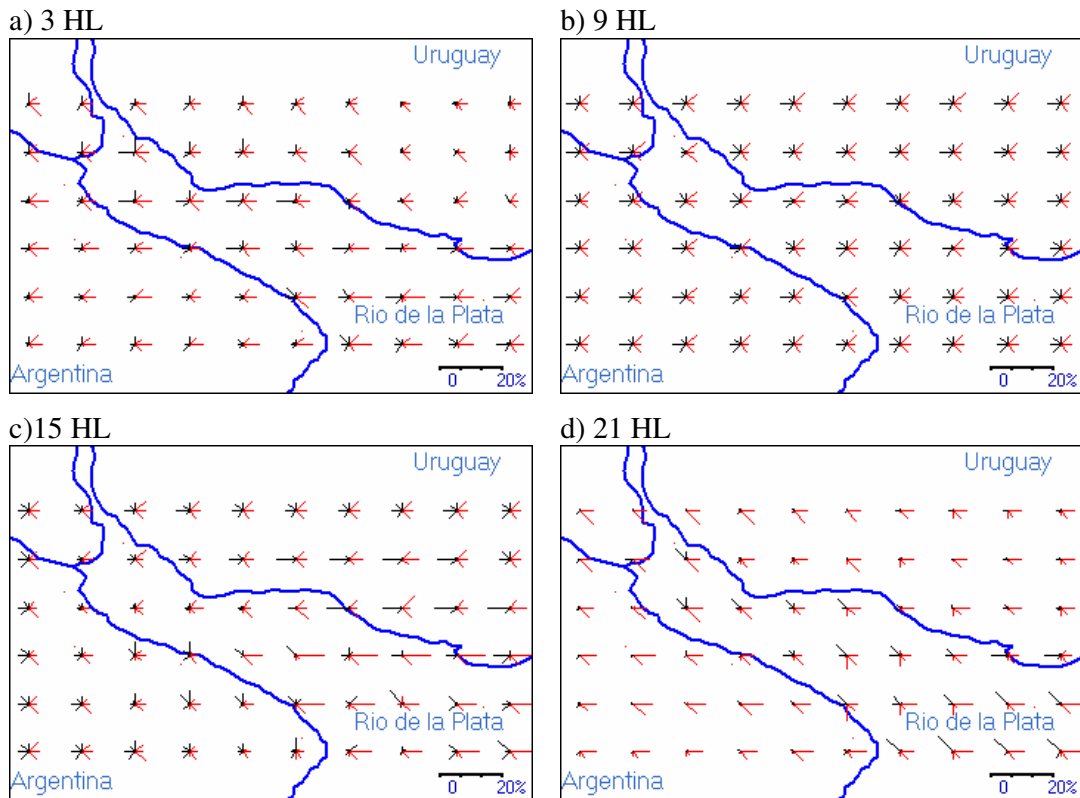 a) 3 HL
Uruguay
Rio de la Plata
Argentina
0 20%
b) 9 HL
Uruguay
Rio de la Plata
Argentina
0 20%
c)15 HL
Uruguay
Rio de la Plata
Argentina
0 20%
d) 21 HL
Uruguay
Rio de la Plata
Argentina
0 20%